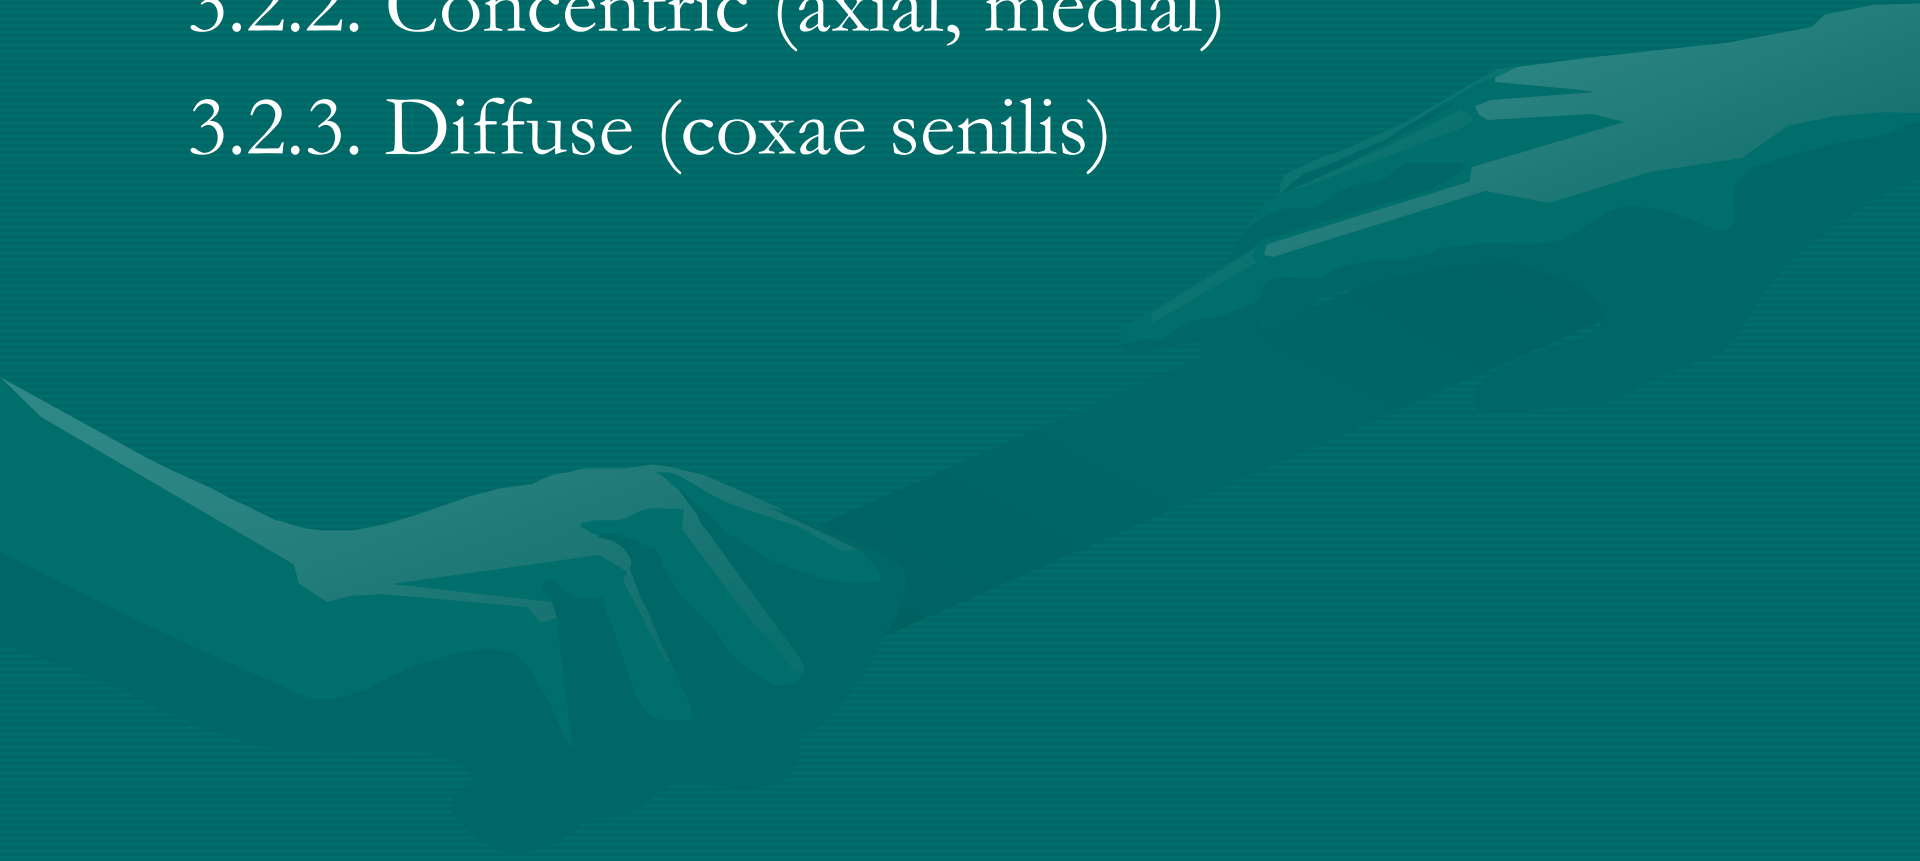 3.2.2. Concentric (axial, medial)
3.2.3. Diffuse (coxae senilis)